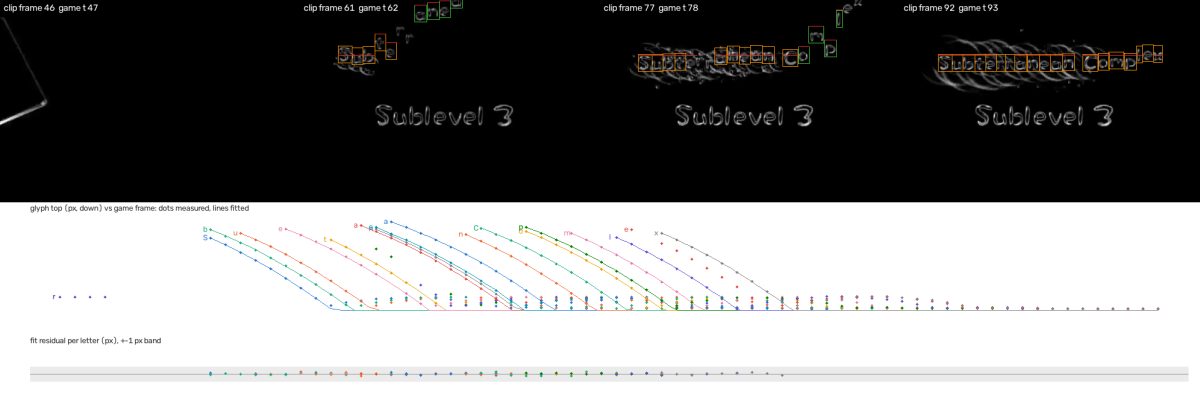 clip frame 46 game t 47
clip frame 61 game t 62
clip frame 77 game t 78
clip frame 92 game t 93
Sublevel 3
Sublevel 3
Subterranean Complex
Sublevel 3
glyph top (px, down) vs game frame: dots measured, lines fitted
fit residual per letter (px), +-1 px band